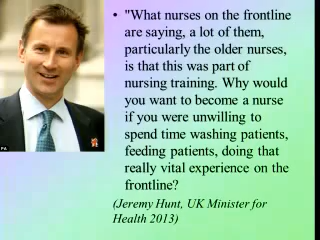 "What nurses on the frontline
are saying, a lot of them,
particularly the older nurses,
is that this was part of
nursing training. Why would
you want to become a nurse
if you were unwilling to
spend time washing patients,
feeding patients, doing that
really vital experience on the
frontline?
(Jeremy Hunt, UK Minister for
Health 2013)
PA